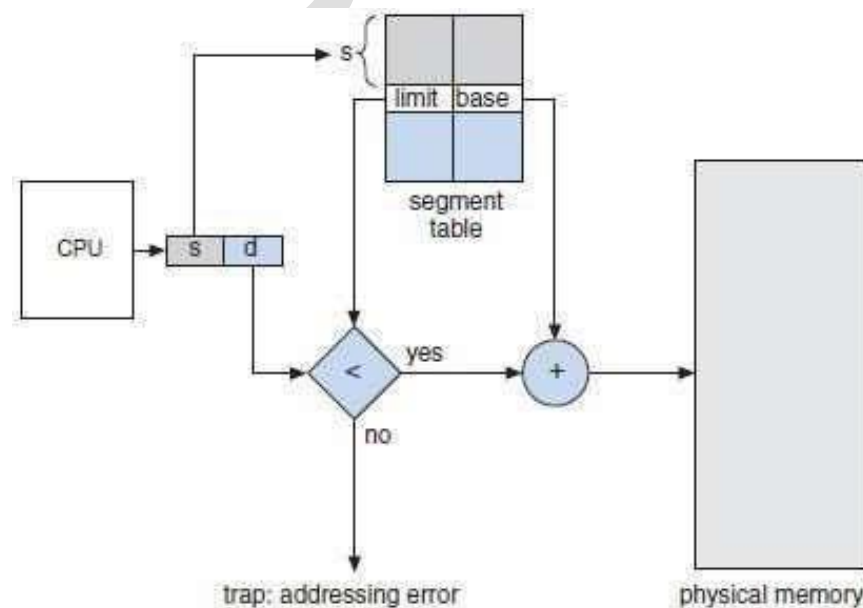 s
limit base
segment
table
CPU
s d
<
yes
+
no
trap: addressing error
physical memory